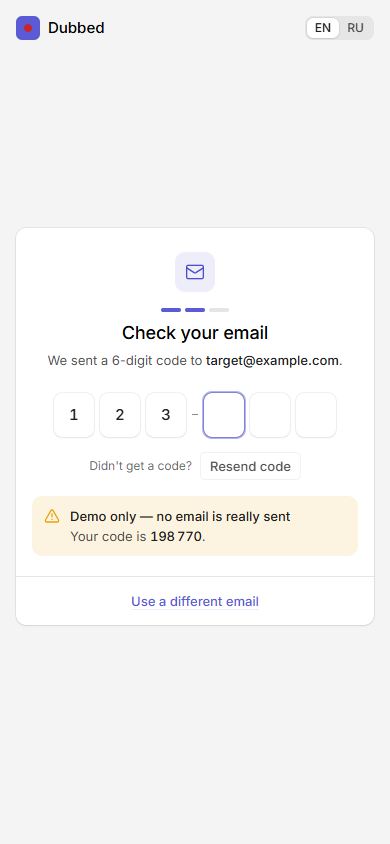 Dubbed
EN RU
Check your email
We sent a 6-digit code to target@example.com.
1 2 3 – 
Didn't get a code? Resend code
Demo only — no email is really sent
Your code is 198 770.
Use a different email